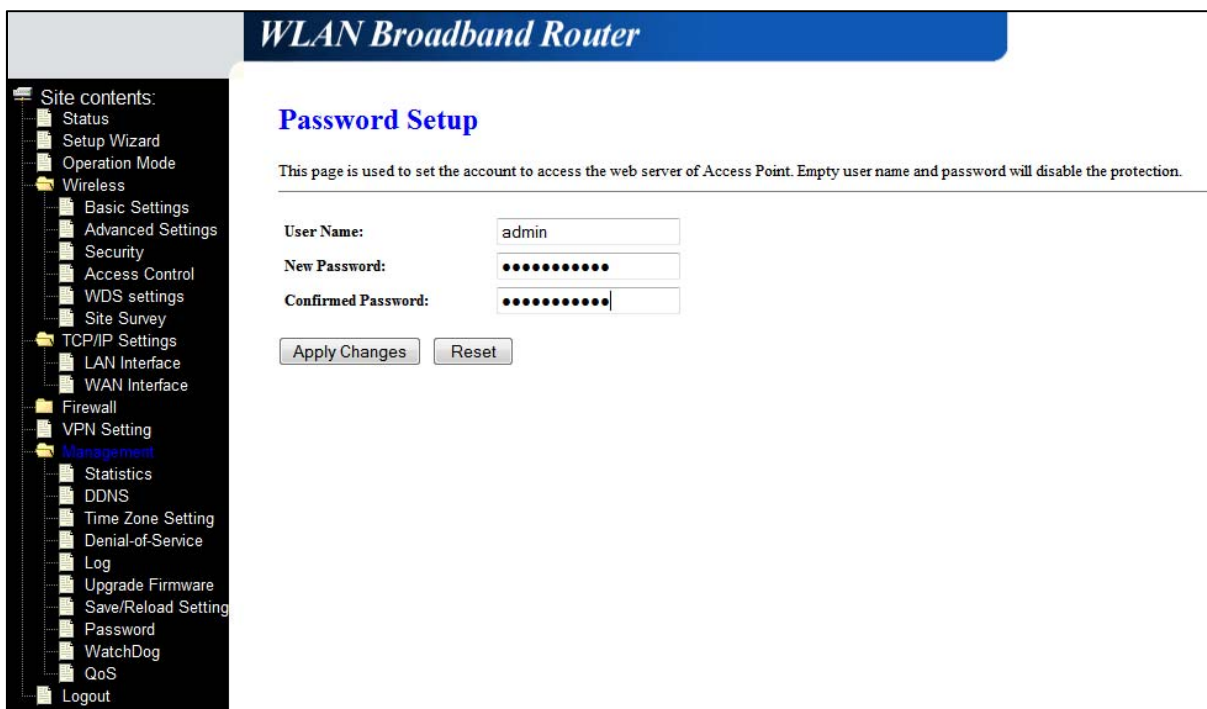 WLAN Broadband Router
Site contents:
Status
Setup Wizard
Operation Mode
Wireless
Basic Settings
Advanced Settings
Security
Access Control
WDS settings
Site Survey
TCP/IP Settings
LAN Interface
WAN Interface
Firewall
VPN Setting
Management
Statistics
DDNS
Time Zone Setting
Denial-of-Service
Log
Upgrade Firmware
Save/Reload Setting
Password
WatchDog
QoS
Logout
Password Setup
This page is used to set the account to access the web server of Access Point. Empty user name and password will disable the protection.
User Name: admin
New Password: •••••••••••
Confirmed Password: •••••••••••
Apply Changes Reset